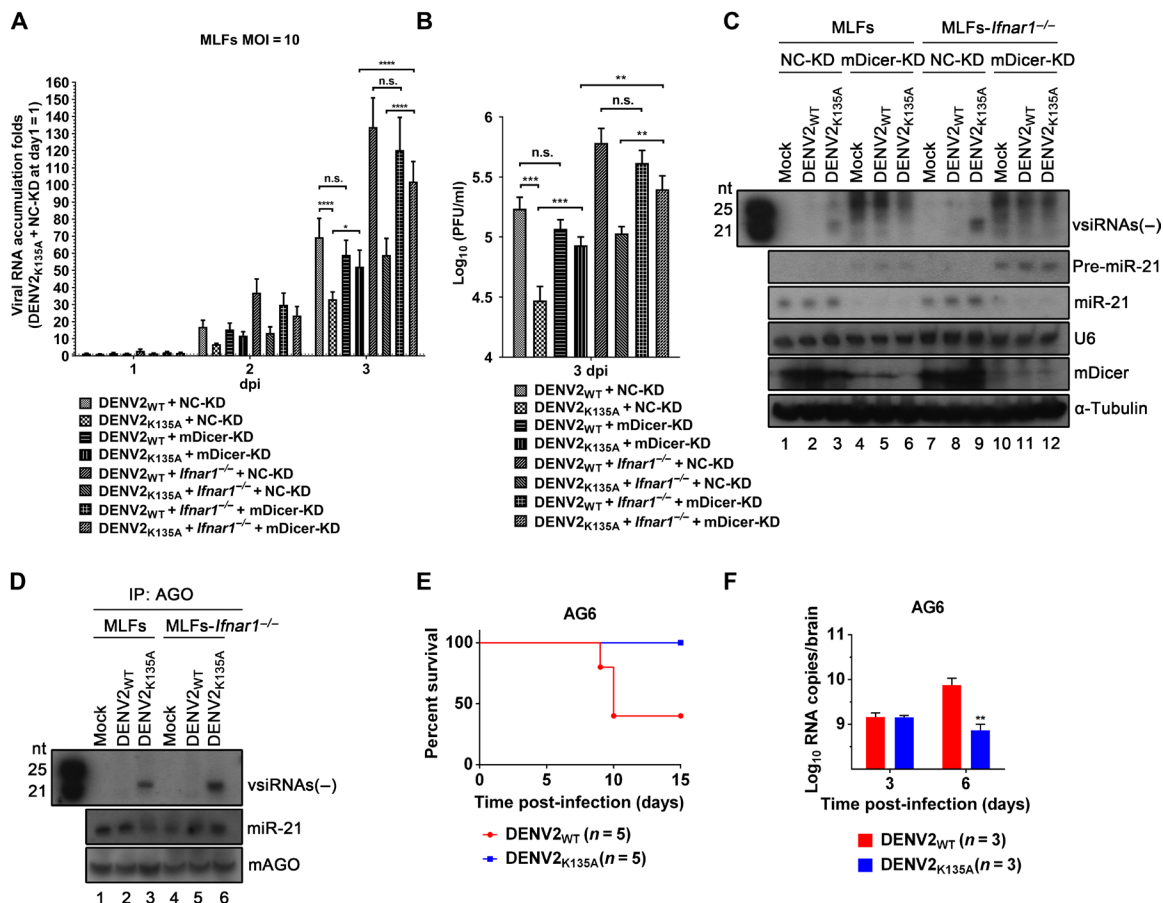 A
MLFs MOI = 10
Viral RNA accumulation folds
(DENV2K135A + NC-KD at day1 = 1)
160
150
140
130
120
110
100
90
80
70
60
50
40
30
20
10
0
****
n.s.
****
n.s.
****
*
1
2
3
dpi
DENV2WT + NC-KD
DENV2K135A + NC-KD
DENV2WT + mDicer-KD
DENV2K135A + mDicer-KD
DENV2WT + Ifnar1−/− + NC-KD
DENV2K135A + Ifnar1−/− + NC-KD
DENV2WT + Ifnar1−/− + mDicer-KD
DENV2K135A + Ifnar1−/− + mDicer-KD
B
Log10 (PFU/ml)
6
5.5
5
4.5
4
**
n.s.
**
n.s.
***
***
3 dpi
DENV2WT + NC-KD
DENV2K135A + NC-KD
DENV2WT + mDicer-KD
DENV2K135A + mDicer-KD
DENV2WT + Ifnar1−/− + NC-KD
DENV2K135A + Ifnar1−/− + NC-KD
DENV2WT + Ifnar1−/− + mDicer-KD
DENV2K135A + Ifnar1−/− + mDicer-KD
C
MLFs MLFs-Ifnar1−/−
NC-KD mDicer-KD NC-KD mDicer-KD
Mock DENV2WT DENV2K135A Mock DENV2WT DENV2K135A Mock DENV2WT DENV2K135A Mock DENV2WT DENV2K135A
nt
25
21
vsiRNAs(−)
Pre-miR-21
miR-21
U6
mDicer
α-Tubulin
1 2 3 4 5 6 7 8 9 10 11 12
D
IP: AGO
MLFs MLFs-Ifnar1−/−
Mock DENV2WT DENV2K135A Mock DENV2WT DENV2K135A
nt
25
21
vsiRNAs(−)
miR-21
mAGO
1 2 3 4 5 6
E
AG6
Percent survival
100
50
0
0 5 10 15
Time post-infection (days)
DENV2WT (n = 5)
DENV2K135A(n = 5)
F
AG6
Log10 RNA copies/brain
11
10
9
8
**
3 6
Time post-infection (days)
DENV2WT (n = 3)
DENV2K135A(n = 3)